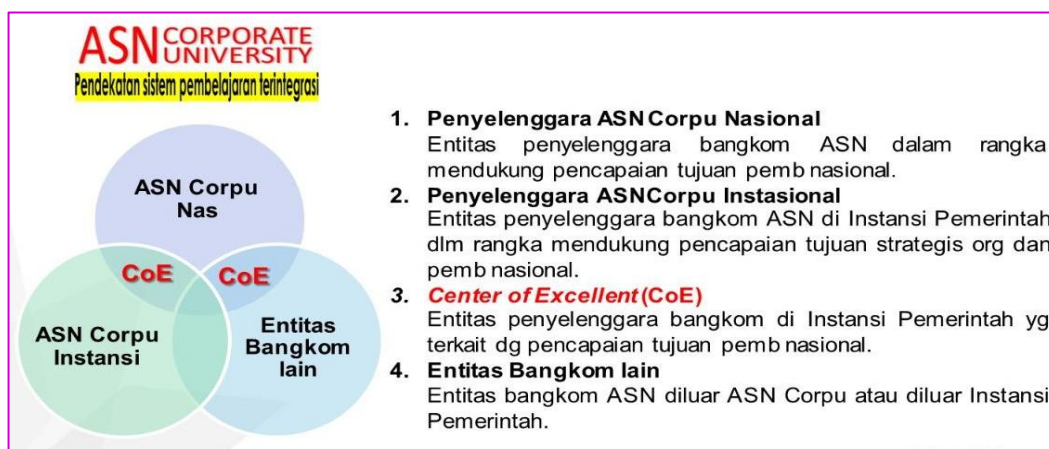 ASN CORPORATE
UNIVERSITY
Pendekatan sistem pembelajaran terintegrasi
ASN Corpu
Nas
CoE
CoE
ASN Corpu
Instansi
Entitas
Bangkom
lain
1. Penyelenggara ASN Corpu Nasional
Entitas penyelenggara bangkom ASN dalam rangka
mendukung pencapaian tujuan pemb nasional.
2. Penyelenggara ASNCorpu Instasional
Entitas penyelenggara bangkom ASN di Instansi Pemerintah
dlm rangka mendukung pencapaian tujuan strategis org dan
pemb nasional.
3. Center of Excellent (CoE)
Entitas penyelenggara bangkom di Instansi Pemerintah yg
terkait dg pencapaian tujuan pemb nasional.
4. Entitas Bangkom lain
Entitas bangkom ASN diluar ASN Corpu atau diluar Instansi
Pemerintah.